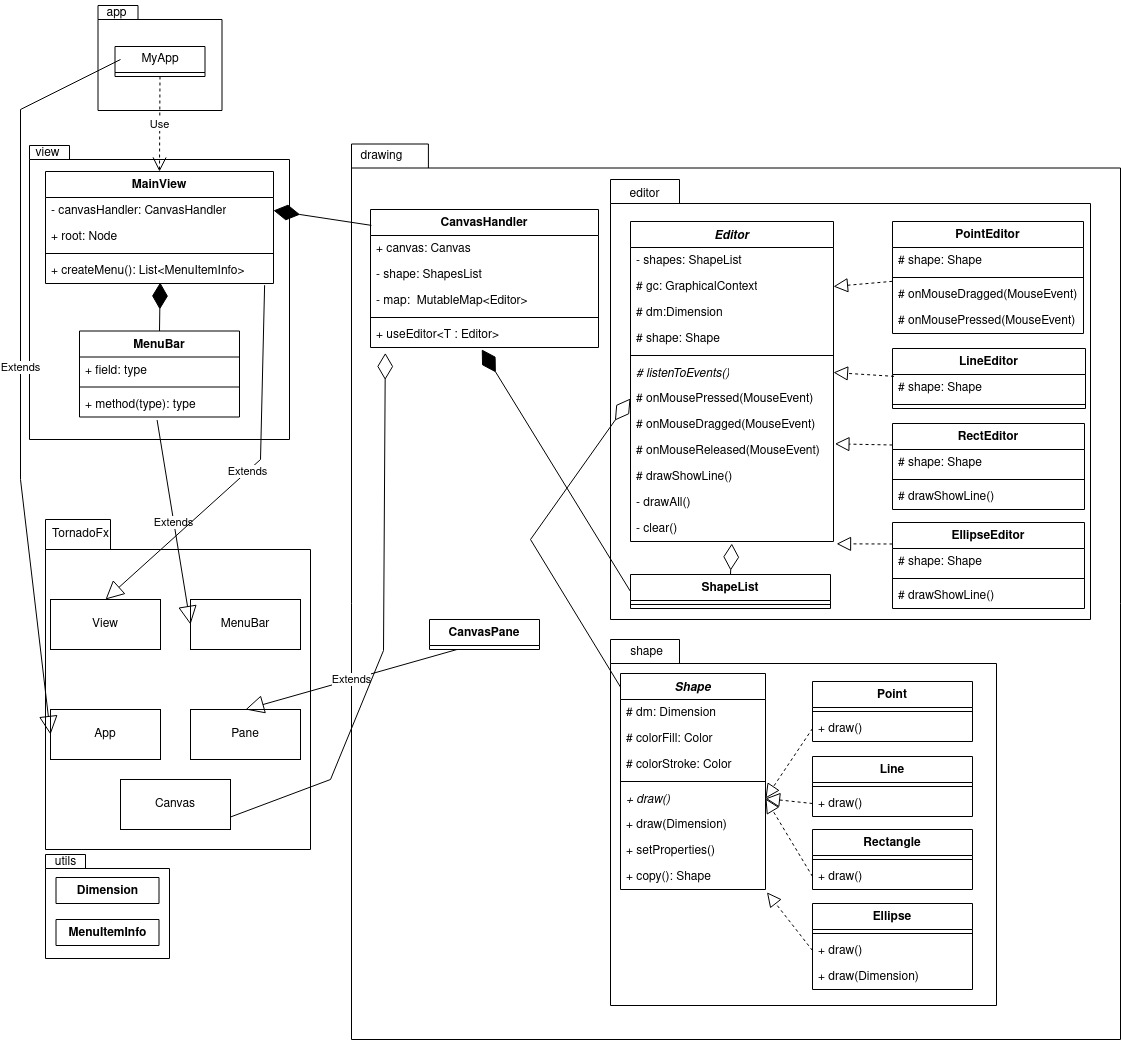 app
MyApp
Use
view
MainView
- canvasHandler: CanvasHandler
+ root: Node
+ createMenu(): List<MenuItemInfo>
MenuBar
+ field: type
+ method(type): type
Extends
Extends
Extends
TornadoFx
View
MenuBar
App
Pane
Canvas
utils
Dimension
MenuItemInfo
drawing
CanvasHandler
+ canvas: Canvas
- shape: ShapesList
- map:  MutableMap<Editor>
+ useEditor<T : Editor>
CanvasPane
Extends
editor
Editor
- shapes: ShapeList
# gc: GraphicalContext
# dm:Dimension
# shape: Shape
# listenToEvents()
# onMousePressed(MouseEvent)
# onMouseDragged(MouseEvent)
# onMouseReleased(MouseEvent)
# drawShowLine()
- drawAll()
- clear()
ShapeList
PointEditor
# shape: Shape
# onMouseDragged(MouseEvent)
# onMousePressed(MouseEvent)
LineEditor
# shape: Shape
RectEditor
# shape: Shape
# drawShowLine()
EllipseEditor
# shape: Shape
# drawShowLine()
shape
Shape
# dm: Dimension
# colorFill: Color
# colorStroke: Color
+ draw()
+ draw(Dimension)
+ setProperties()
+ copy(): Shape
Point
+ draw()
Line
+ draw()
Rectangle
+ draw()
Ellipse
+ draw()
+ draw(Dimension)